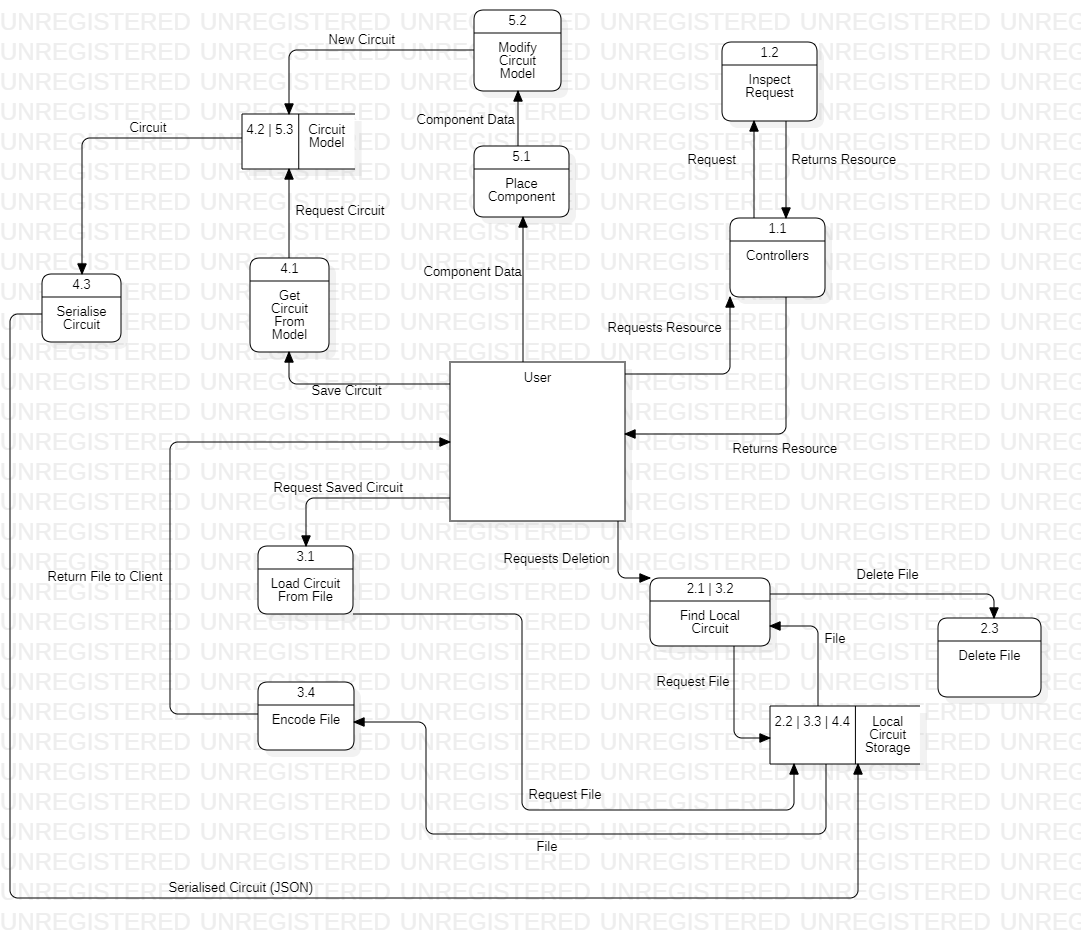 5.2
Modify
Circuit
Model
New Circuit
1.2
Inspect
Request
Component Data
4.2 | 5.3
Circuit
Model
Circuit
5.1
Place
Component
Request
Returns Resource
Request Circuit
1.1
Controllers
4.1
Get
Circuit
From
Model
Component Data
4.3
Serialise
Circuit
Requests Resource
User
Save Circuit
Returns Resource
Request Saved Circuit
3.1
Load Circuit
From File
Requests Deletion
Return File to Client
2.1 | 3.2
Find Local
Circuit
Delete File
2.3
Delete File
File
Request File
3.4
Encode File
2.2 | 3.3 | 4.4
Local
Circuit
Storage
Request File
File
Serialised Circuit (JSON)
UNREGISTERED